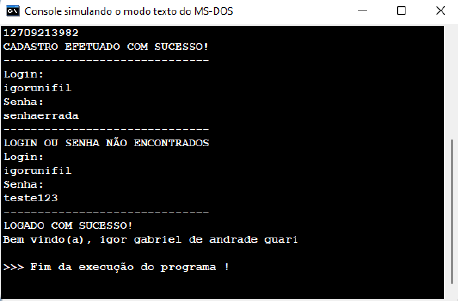 Console simulando o modo texto do MS-DOS
12709213982
CADASTRO EFETUADO COM SUCESSO!
------------------------------
Login:
igorunifil
Senha:
senhaerrada
------------------------------
LOGIN OU SENHA NÃO ENCONTRADOS
Login:
igorunifil
Senha:
teste123
------------------------------
LOGADO COM SUCESSO!
Bem vindo(a), igor gabriel de andrade guari
>>> Fim da execução do programa !